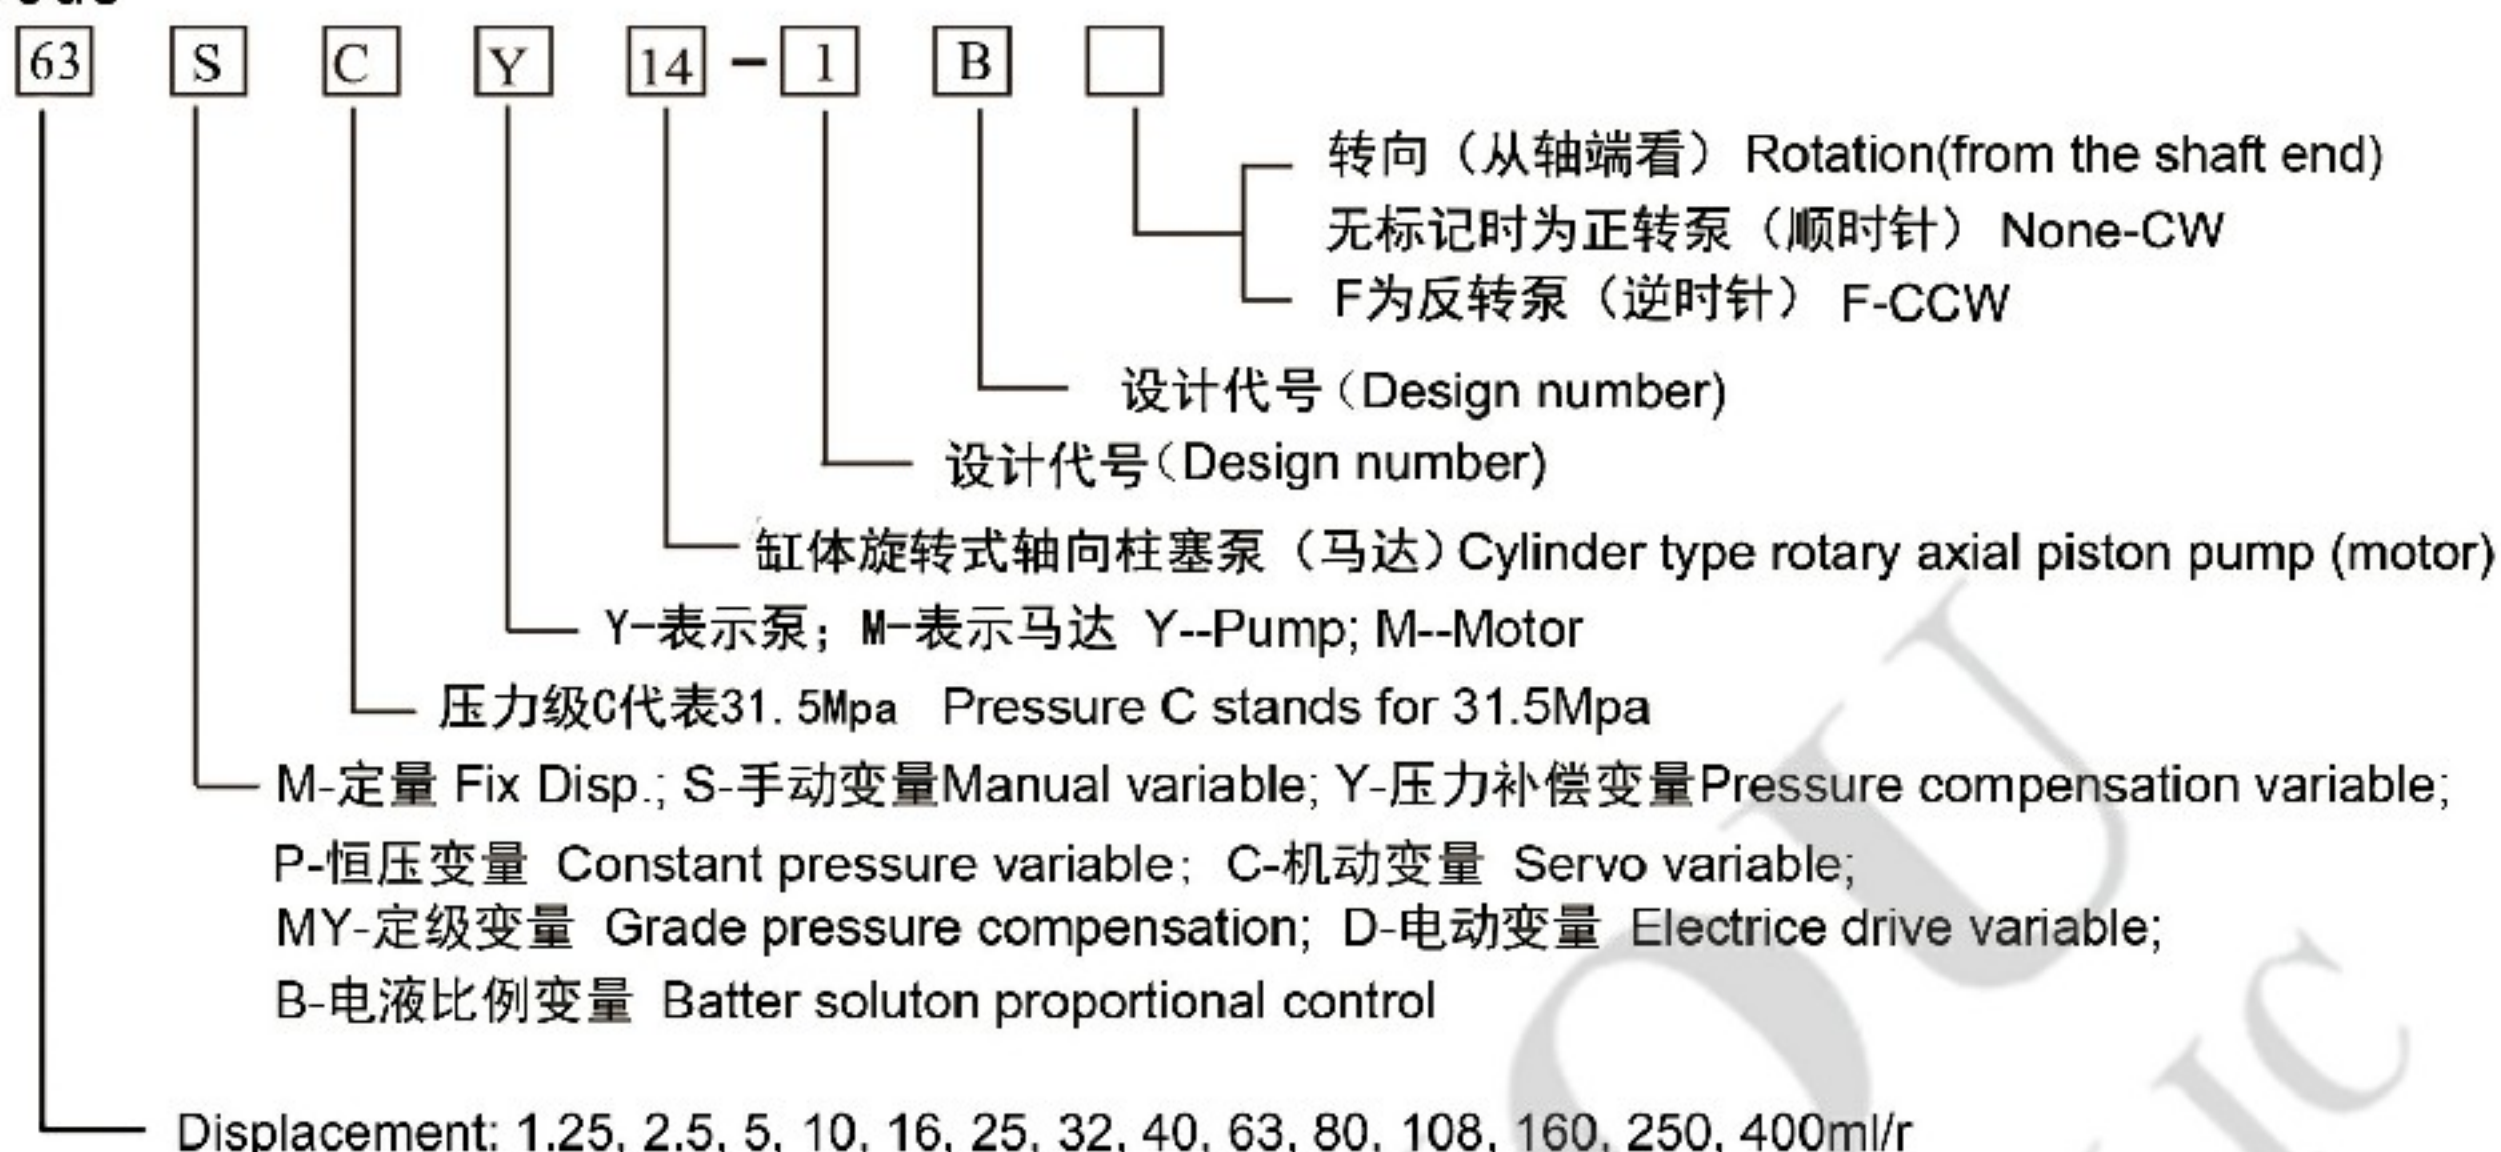 63 S C Y 14 - 1 B
转向（从轴端看） Rotation(from the shaft end)
无标记时为正转泵（顺时针） None-CW
F为反转泵（逆时针） F-CCW
设计代号（Design number)
设计代号（Design number)
缸体旋转式轴向柱塞泵（马达）Cylinder type rotary axial piston pump (motor)
Y-表示泵；M-表示马达 Y--Pump; M--Motor
压力级C代表31.5Mpa Pressure C stands for 31.5Mpa
M-定量 Fix Disp.; S-手动变量Manual variable; Y-压力补偿变量Pressure compensation variable;
P-恒压变量 Constant pressure variable; C-机动变量 Servo variable;
MY-定级变量 Grade pressure compensation; D-电动变量 Electrice drive variable;
B-电液比例变量 Batter soluton proportional control
Displacement: 1.25, 2.5, 5, 10, 16, 25, 32, 40, 63, 80, 108, 160, 250, 400ml/r